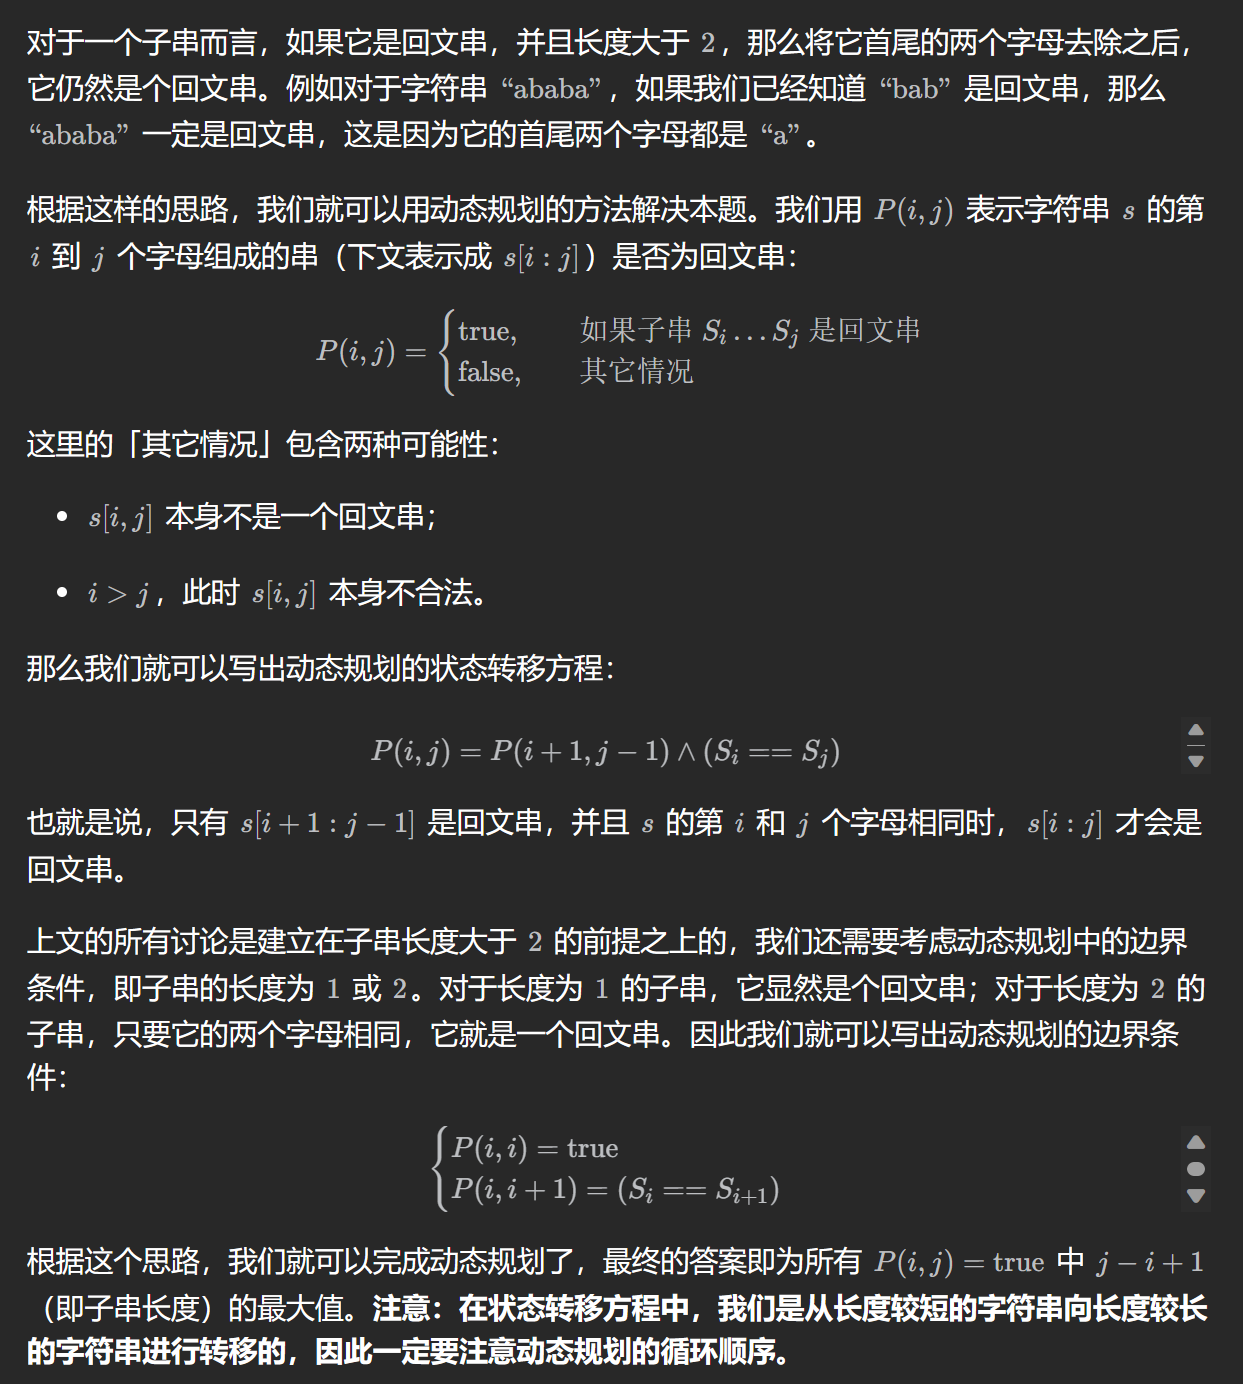 对于一个子串而言，如果它是回文串，并且长度大于 2，那么将它首尾的两个字母去除之后，
它仍然是个回文串。例如对于字符串 “ababa”，如果我们已经知道 “bab” 是回文串，那么
“ababa” 一定是回文串，这是因为它的首尾两个字母都是 “a”。
根据这样的思路，我们就可以用动态规划的方法解决本题。我们用 P(i, j) 表示字符串 s 的第
i 到 j 个字母组成的串（下文表示成 s[i : j]）是否为回文串：
P(i, j) = { true, 如果子串 S_i … S_j 是回文串
false, 其它情况
这里的「其它情况」包含两种可能性：
• s[i, j] 本身不是一个回文串；
• i > j，此时 s[i, j] 本身不合法。
那么我们就可以写出动态规划的状态转移方程：
P(i, j) = P(i + 1, j − 1) ∧ (S_i == S_j)
也就是说，只有 s[i + 1 : j − 1] 是回文串，并且 s 的第 i 和 j 个字母相同时，s[i : j] 才会是
回文串。
上文的所有讨论是建立在子串长度大于 2 的前提之上的，我们还需要考虑动态规划中的边界
条件，即子串的长度为 1 或 2。对于长度为 1 的子串，它显然是个回文串；对于长度为 2 的
子串，只要它的两个字母相同，它就是一个回文串。因此我们就可以写出动态规划的边界条
件：
{ P(i, i) = true
P(i, i + 1) = (S_i == S_{i+1})
根据这个思路，我们就可以完成动态规划了，最终的答案即为所有 P(i, j) = true 中 j − i + 1
（即子串长度）的最大值。注意：在状态转移方程中，我们是从长度较短的字符串向长度较长
的字符串进行转移的，因此一定要注意动态规划的循环顺序。